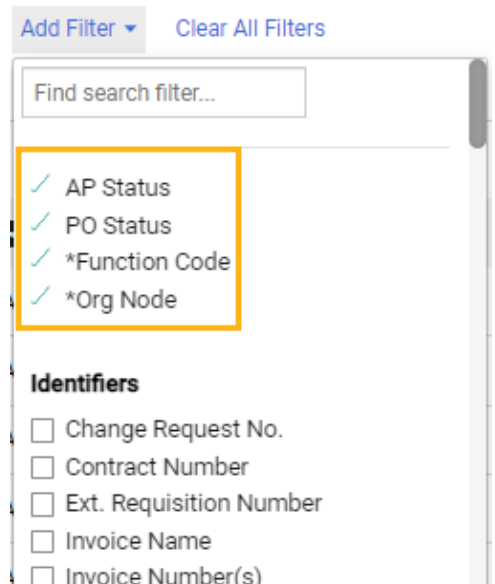 Add Filter Clear All Filters
Find search filter...
AP Status
PO Status
*Function Code
*Org Node
Identifiers
Change Request No.
Contract Number
Ext. Requisition Number
Invoice Name
Invoice Number(s)